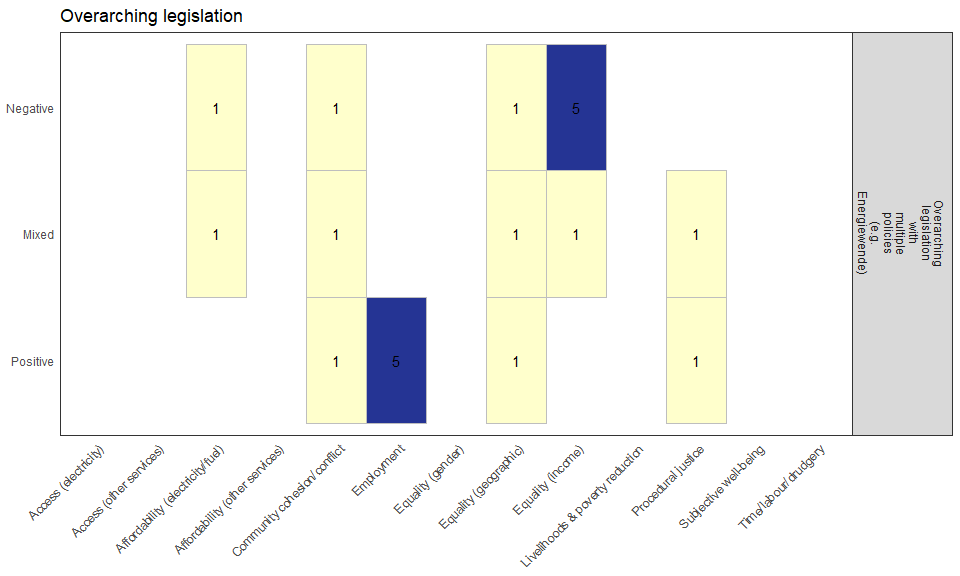 Overarching legislation
Negative
1
1
1
5
Mixed
1
1
1
1
1
Positive
1
5
1
1
Overarching
legislation
with
multiple
policies
(e.g.
Energiewende)
Access (electricity)
Access (other services)
Affordability (electricity/fuel)
Affordability (other services)
Community cohesion/conflict
Employment
Equality (gender)
Equality (geographic)
Equality (income)
Livelihoods & poverty reduction
Procedural justice
Subjective well-being
Time/labour/drudgery